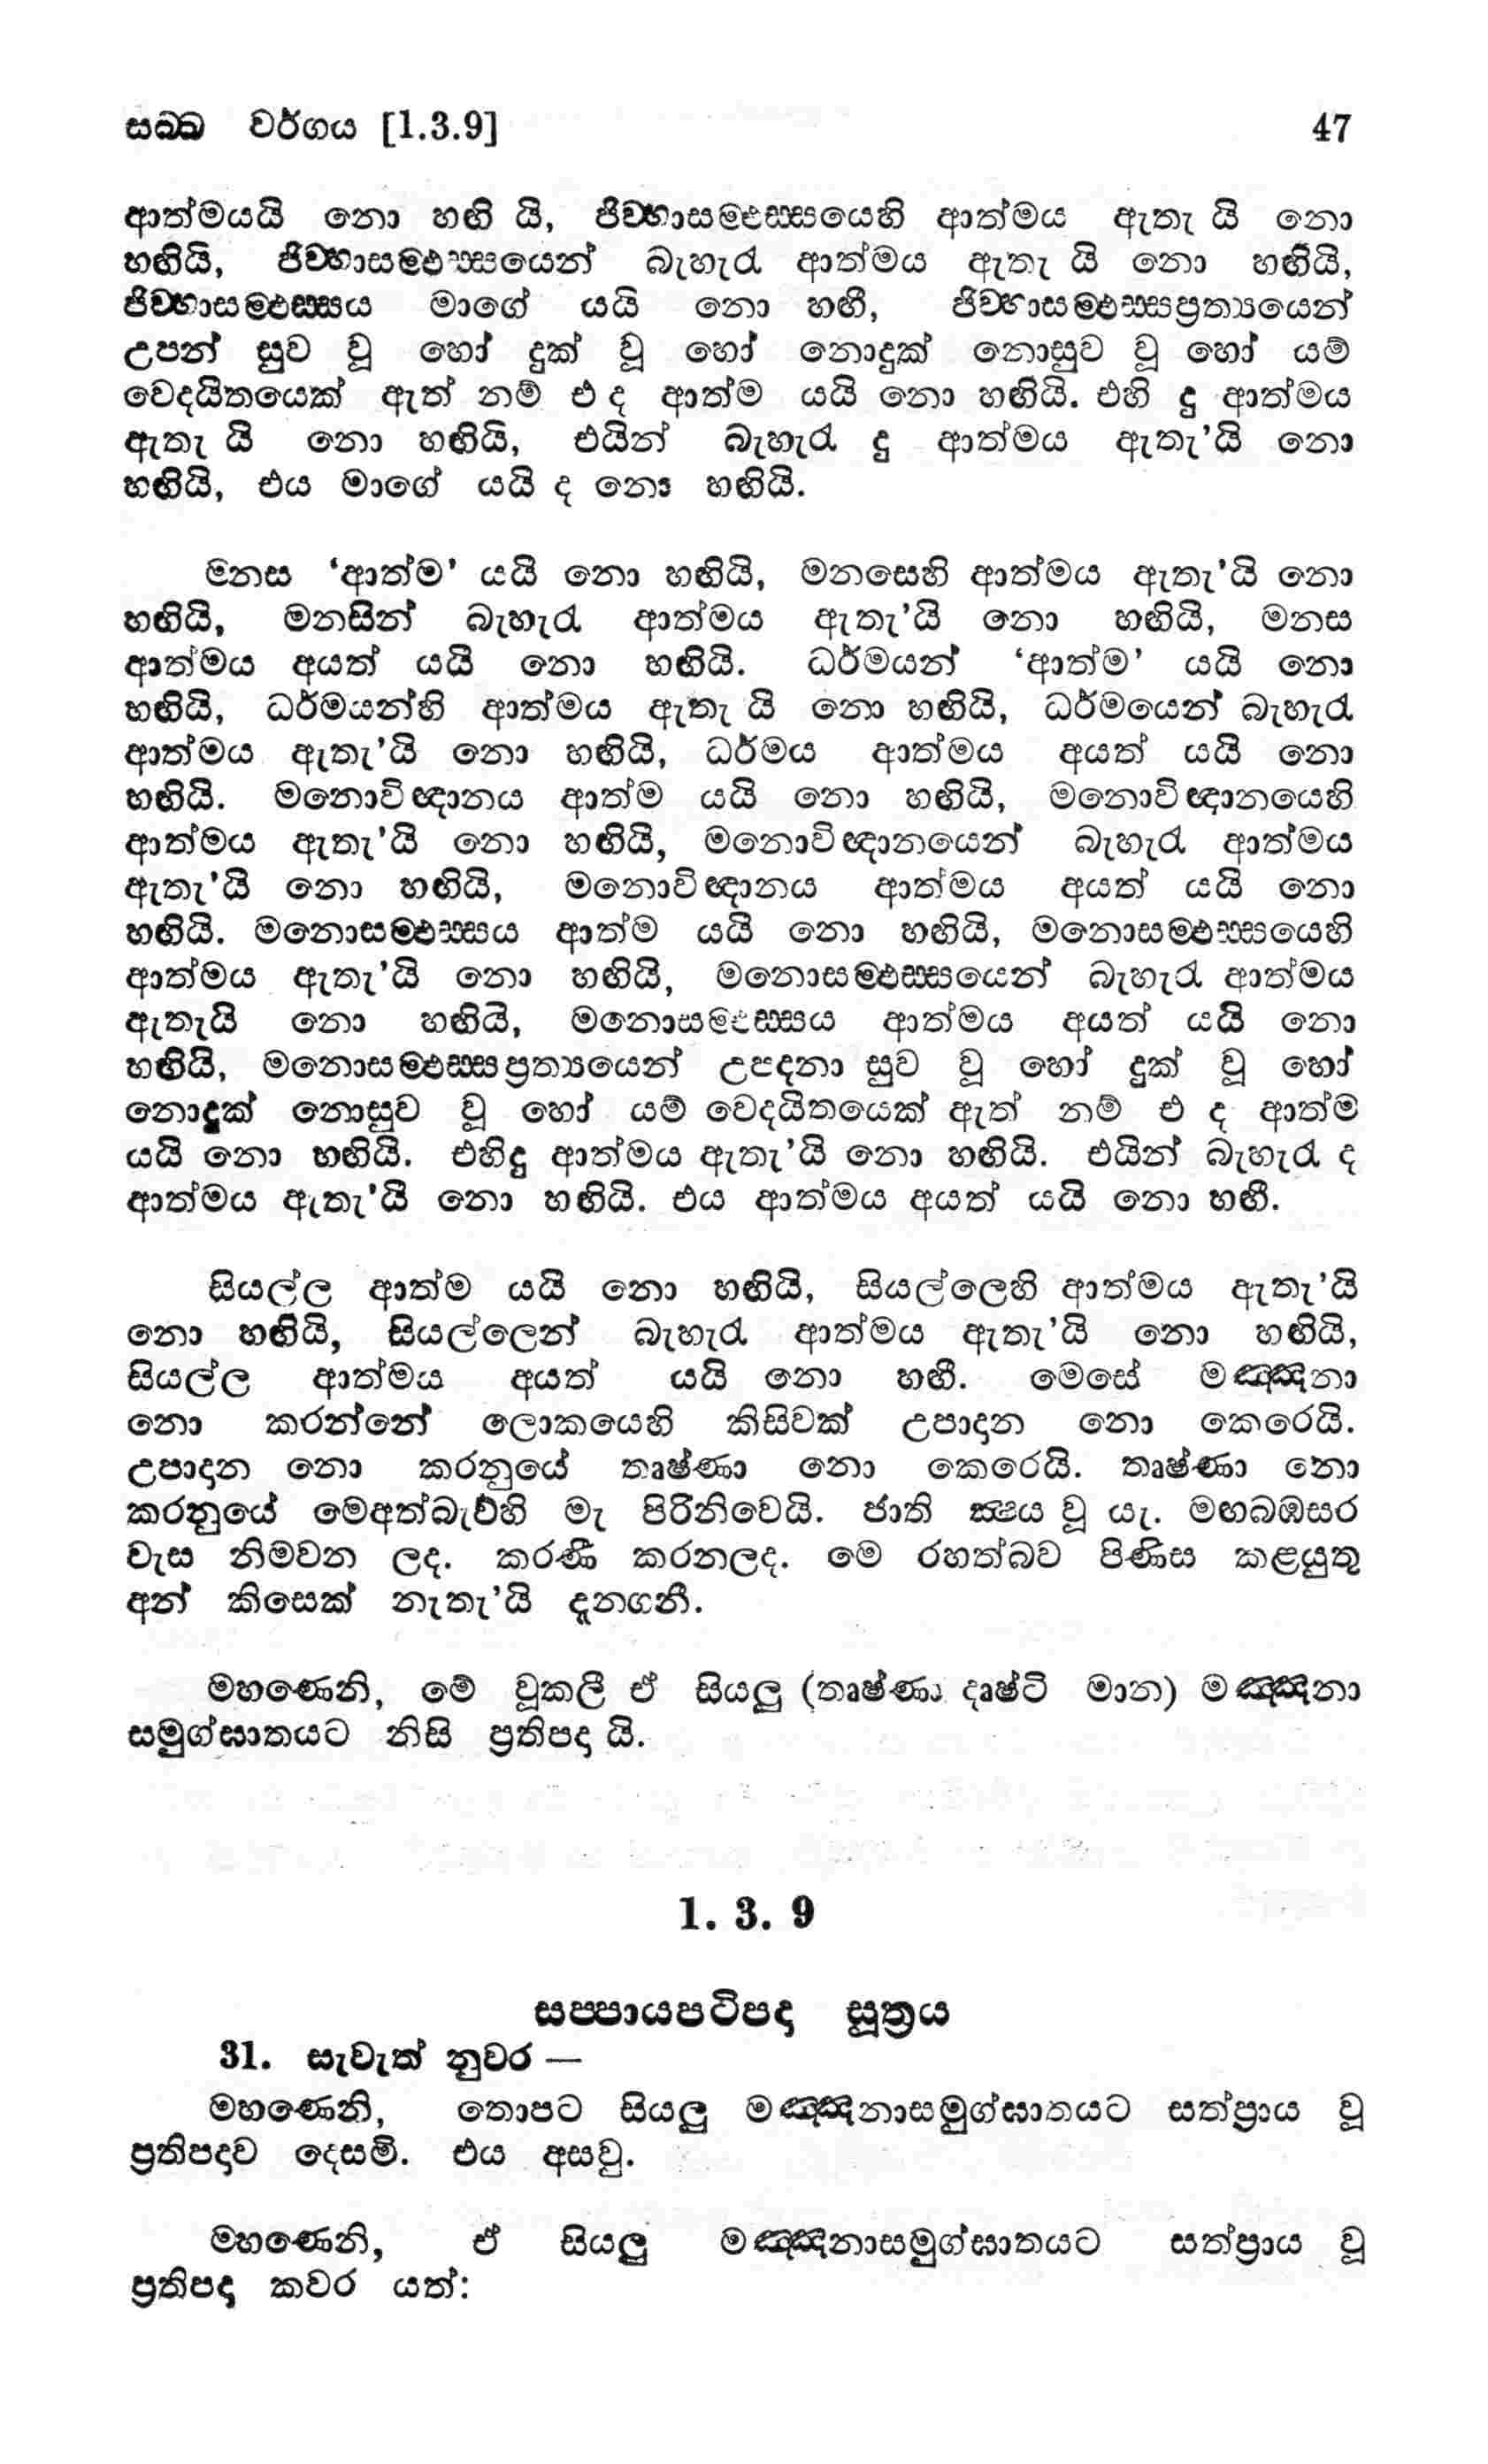 සබ්බ වර්ගය [1.3.9] 47
ආත්මයයි නො හඟි යි, ජිව්හාසම්ඵස්සයෙහි ආත්මය ඇතැ යි නො
හඟියි, ජිව්හාසම්ඵස්සයෙන් බැහැරැ ආත්මය ඇතැ යි නො හඟියි,
ජිව්හාසම්ඵස්සය මාගේ යයි නො හඟී, ජිව්හාසම්ඵස්සප්‍රත්‍යයෙන්
උපන් සුව වූ හෝ දුක් වූ හෝ නොදුක් නොසුව වූ හෝ යම්
වෙදයිතයෙක් ඇත් නම් එ ද ආත්ම යයි නො හඟියි. එහි දු ආත්මය
ඇතැ යි නො හඟියි, එයින් බැහැරැ දු ආත්මය ඇතැ’යි නො
හඟියි, එය මාගේ යයි ද නො හඟියි.
මනස ‘ආත්ම’ යයි නො හඟියි, මනසෙහි ආත්මය ඇතැ’යි නො
හඟියි, මනසින් බැහැරැ ආත්මය ඇතැ’යි නො හඟියි, මනස
ආත්මය අයත් යයි නො හඟියි. ධර්මයන් ‘ආත්ම’ යයි නො
හඟියි, ධර්මයන්හි ආත්මය ඇතැ යි නො හඟියි, ධර්මයෙන් බැහැරැ
ආත්මය ඇතැ’යි නො හඟියි, ධර්මය ආත්මය අයත් යයි නො
හඟියි. මනොවිඥානය ආත්ම යයි නො හඟියි, මනොවිඥානයෙහි
ආත්මය ඇතැ’යි නො හඟියි, මනොවිඥානයෙන් බැහැරැ ආත්මය
ඇතැ’යි නො හඟියි, මනොවිඥානය ආත්මය අයත් යයි නො
හඟියි. මනොසම්ඵස්සය ආත්ම යයි නො හඟියි, මනොසම්ඵස්සයෙහි
ආත්මය ඇතැ’යි නො හඟියි, මනොසම්ඵස්සයෙන් බැහැරැ ආත්මය
ඇතැයි නො හඟියි, මනොසම්ඵස්සය ආත්මය අයත් යයි නො
හඟියි, මනොසම්ඵස්සප්‍රත්‍යයෙන් උපදනා සුව වූ හෝ දුක් වූ හෝ
නොදුක් නොසුව වූ හෝ යම් වෙදයිතයෙක් ඇත් නම් එ ද ආත්ම
යයි නො හඟියි. එහිදු ආත්මය ඇතැ’යි නො හඟියි. එයින් බැහැරැ ද
ආත්මය ඇතැ’යි නො හඟියි. එය ආත්මය අයත් යයි නො හඟී.
සියල්ල ආත්ම යයි නො හඟියි, සියල්ලෙහි ආත්මය ඇතැ’යි
නො හඟියි, සියල්ලෙන් බැහැරැ ආත්මය ඇතැ’යි නො හඟියි,
සියල්ල ආත්මය අයත් යයි නො හඟී. මෙසේ මඤ්ඤනා
නො කරන්නේ ලොකයෙහි කිසිවක් උපාදාන නො කෙරෙයි.
උපාදාන නො කරනුයේ තෘෂ්ණා නො කෙරෙයි. තෘෂ්ණා නො
කරනුයේ මෙඅත්බැව්හි මැ පිරිනිවෙයි. ජාති ක්‍ෂය වූ යැ. මඟබඹසර
වැස නිමවන ලද. කරණී කරනලද. මෙ රහත්බව පිණිස කළයුතු
අන් කිසෙක් නැතැ’යි දැනගනී.
මහණෙනි, මේ වූකලී ඒ සියලු (තෘෂ්ණා දෘෂ්ටි මාන) මඤ්ඤනා
සමුග්ඝාතයට නිසි ප්‍රතිපදා යි.
1. 3. 9
සප්පායපටිපදා සූත්‍රය
31. සැවැත් නුවර —
මහණෙනි, තොපට සියලු මඤ්ඤනාසමුග්ඝාතයට සත්ප්‍රාය වූ
ප්‍රතිපදාව දෙසමි. එය අසවු.
මහණෙනි, ඒ සියලු මඤ්ඤනාසමුග්ඝාතයට සත්ප්‍රාය වූ
ප්‍රතිපදා කවර යත්: